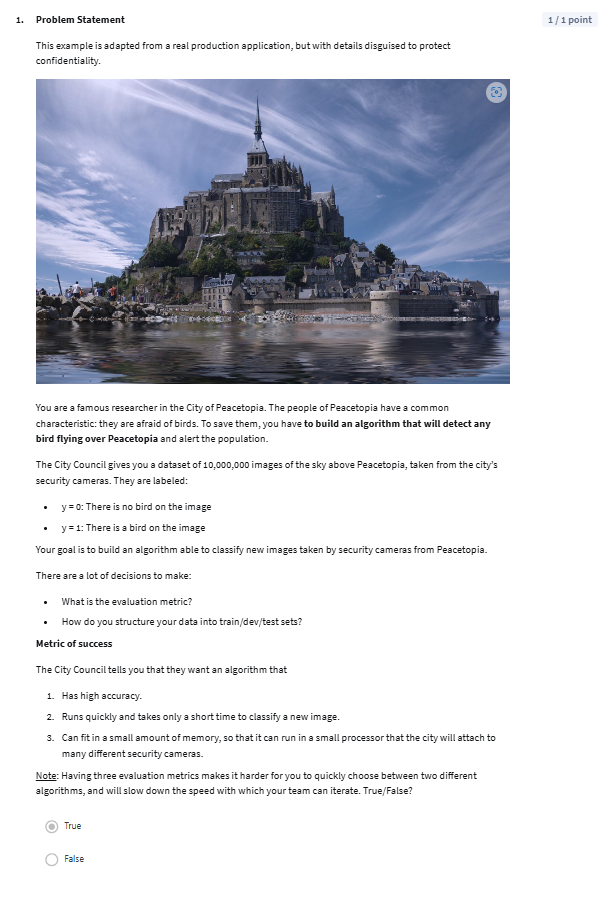 1. Problem Statement
1 / 1 point
This example is adapted from a real production application, but with details disguised to protect
confidentiality.
You are a famous researcher in the City of Peacetopia. The people of Peacetopia have a common
characteristic: they are afraid of birds. To save them, you have to build an algorithm that will detect any
bird flying over Peacetopia and alert the population.
The City Council gives you a dataset of 10,000,000 images of the sky above Peacetopia, taken from the city's
security cameras. They are labeled:
• y = 0: There is no bird on the image
• y = 1: There is a bird on the image
Your goal is to build an algorithm able to classify new images taken by security cameras from Peacetopia.
There are a lot of decisions to make:
• What is the evaluation metric?
• How do you structure your data into train/dev/test sets?
Metric of success
The City Council tells you that they want an algorithm that
1. Has high accuracy.
2. Runs quickly and takes only a short time to classify a new image.
3. Can fit in a small amount of memory, so that it can run in a small processor that the city will attach to
many different security cameras.
Note: Having three evaluation metrics makes it harder for you to quickly choose between two different
algorithms, and will slow down the speed with which your team can iterate. True/False?
True
False